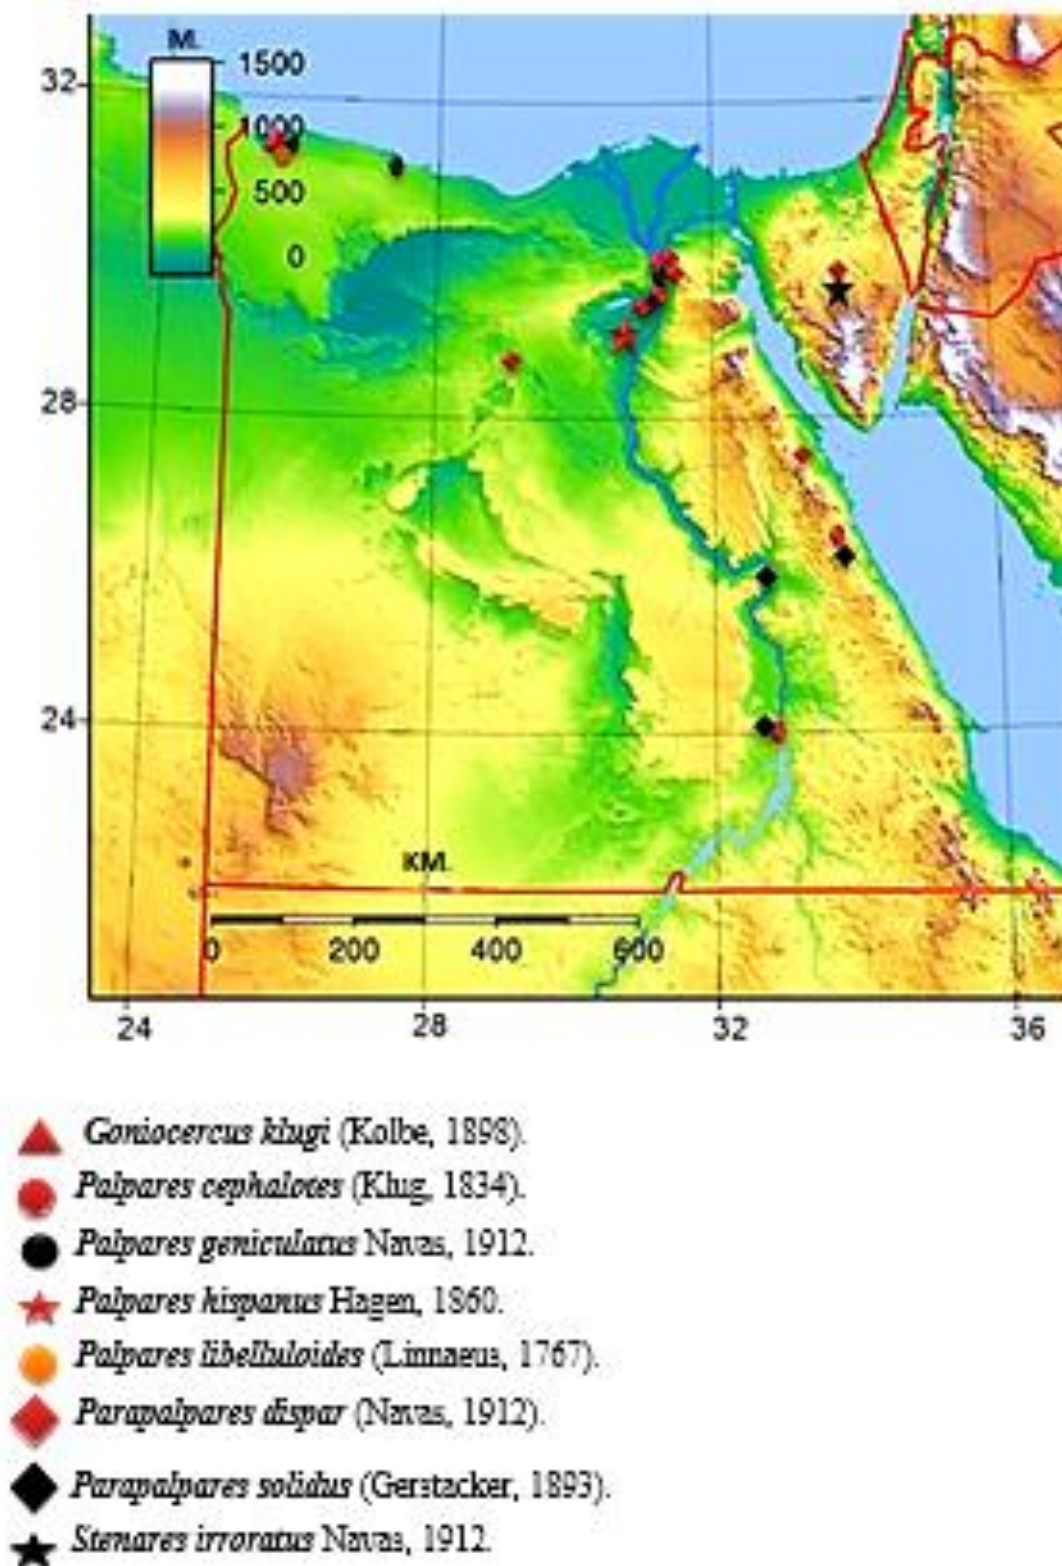 M.
1500
1000
500
0
32
28
24
KM.
0 200 400 600
24 28 32 36
Goniocercus klugi (Kolbe, 1898).
Palpares cephalotes (Klug, 1834).
Palpares geniculatus Navas, 1912.
Palpares hispanus Hagen, 1860.
Palpares libelluloides (Linnaeus, 1767).
Parapalpares dispar (Navas, 1912).
Parapalpares solidus (Gerstacker, 1893).
Stenares irroratus Navas, 1912.